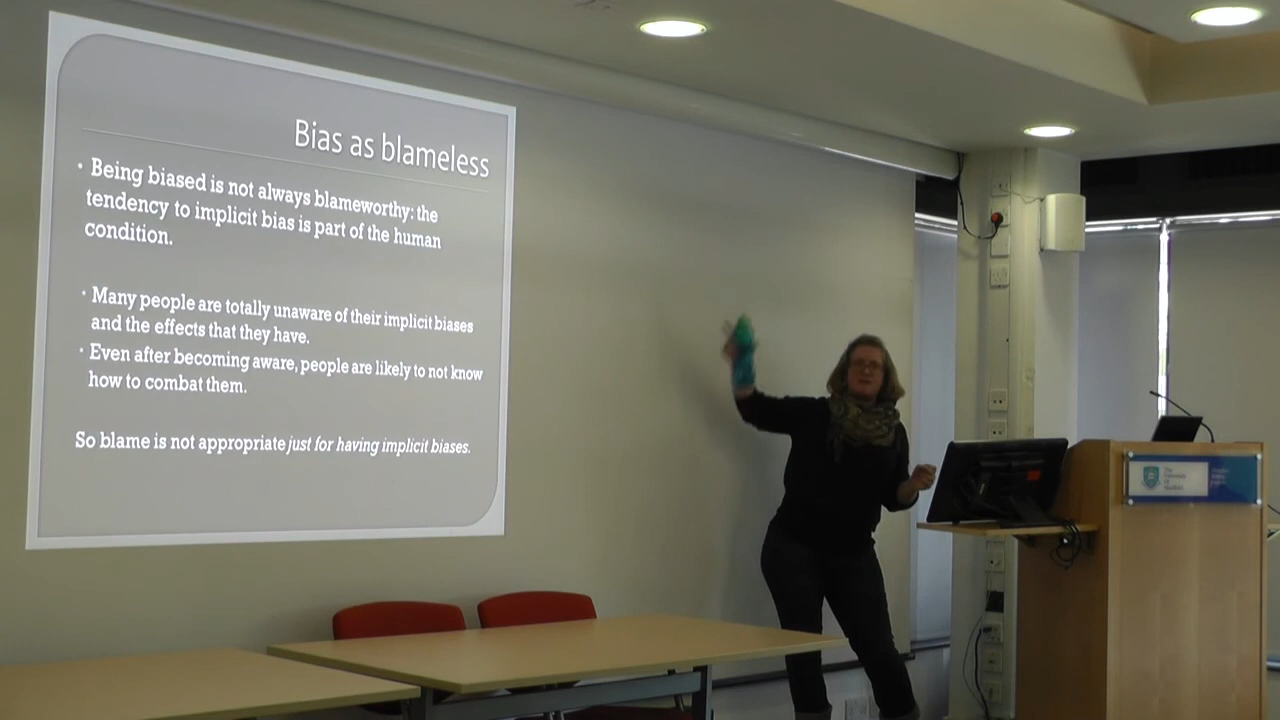 Bias as blameless
• Being biased is not always blameworthy: the
tendency to implicit bias is part of the human
condition.
• Many people are totally unaware of their implicit biases
and the effects that they have.
• Even after becoming aware, people are likely to not know
how to combat them.
So blame is not appropriate just for having implicit biases.
The
University
Of
Sheffield.